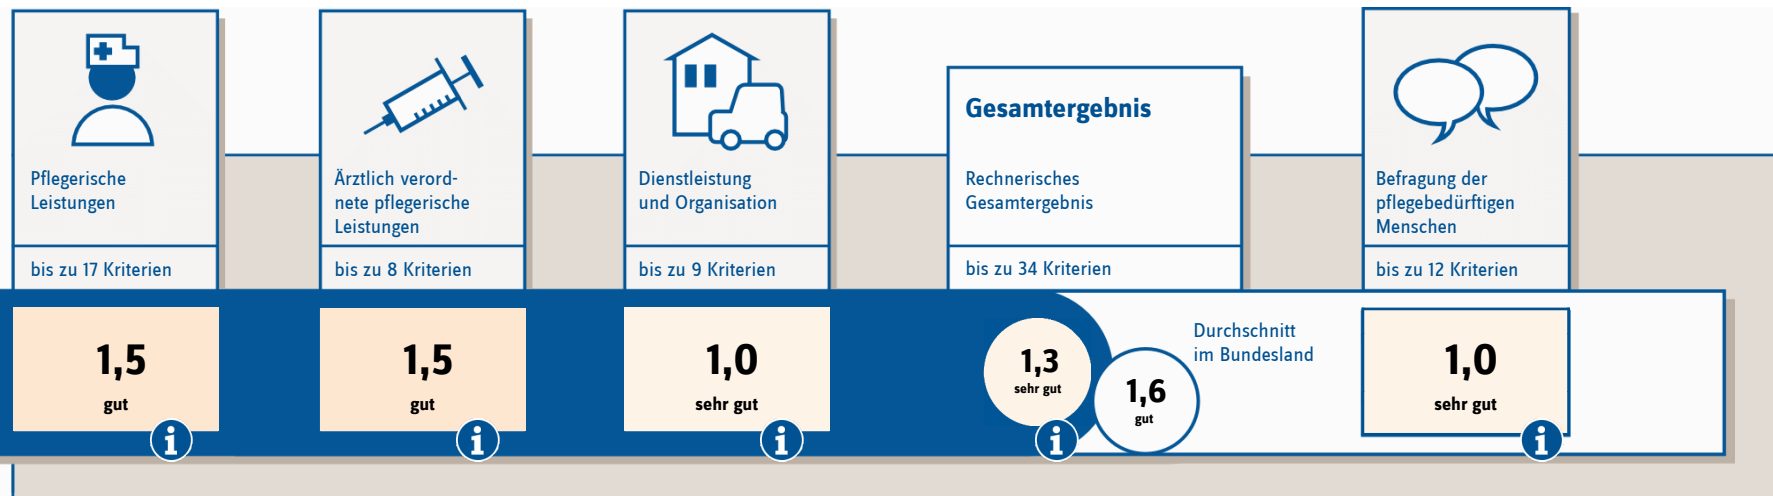 Pflegerische
Leistungen
bis zu 17 Kriterien
1,5
gut
i
Ärztlich verord-
nete pflegerische
Leistungen
bis zu 8 Kriterien
1,5
gut
i
Dienstleistung
und Organisation
bis zu 9 Kriterien
1,0
sehr gut
i
Gesamtergebnis
Rechnerisches
Gesamtergebnis
bis zu 34 Kriterien
1,3
sehr gut
i
1,6
gut
Durchschnitt
im Bundesland
Befragung der
pflegebedürftigen
Menschen
bis zu 12 Kriterien
1,0
sehr gut
i